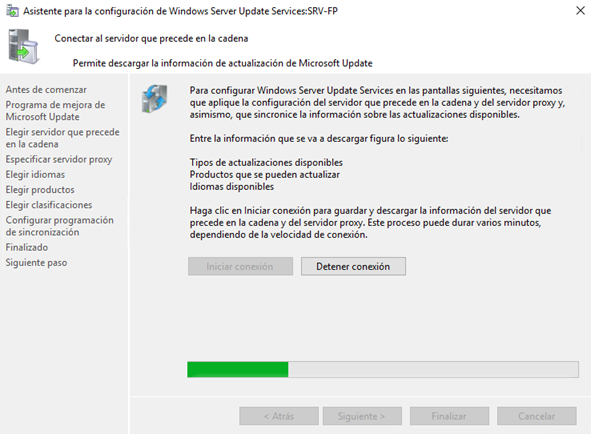 Asistente para la configuración de Windows Server Update Services:SRV-FP
Conectar al servidor que precede en la cadena
Permite descargar la información de actualización de Microsoft Update
Antes de comenzar
Programa de mejora de
Microsoft Update
Elegir servidor que precede
en la cadena
Especificar servidor proxy
Elegir idiomas
Elegir productos
Elegir clasificaciones
Configurar programación
de sincronización
Finalizado
Siguiente paso
Para configurar Windows Server Update Services en las pantallas siguientes, necesitamos
que aplique la configuración del servidor que precede en la cadena y del servidor proxy y,
asimismo, que sincronice la información sobre las actualizaciones disponibles.
Entre la información que se va a descargar figura lo siguiente:
Tipos de actualizaciones disponibles
Productos que se pueden actualizar
Idiomas disponibles
Haga clic en Iniciar conexión para guardar y descargar la información del servidor que
precede en la cadena y del servidor proxy. Este proceso puede durar varios minutos,
dependiendo de la velocidad de conexión.
Iniciar conexión
Detener conexión
< Atrás
Siguiente >
Finalizar
Cancelar